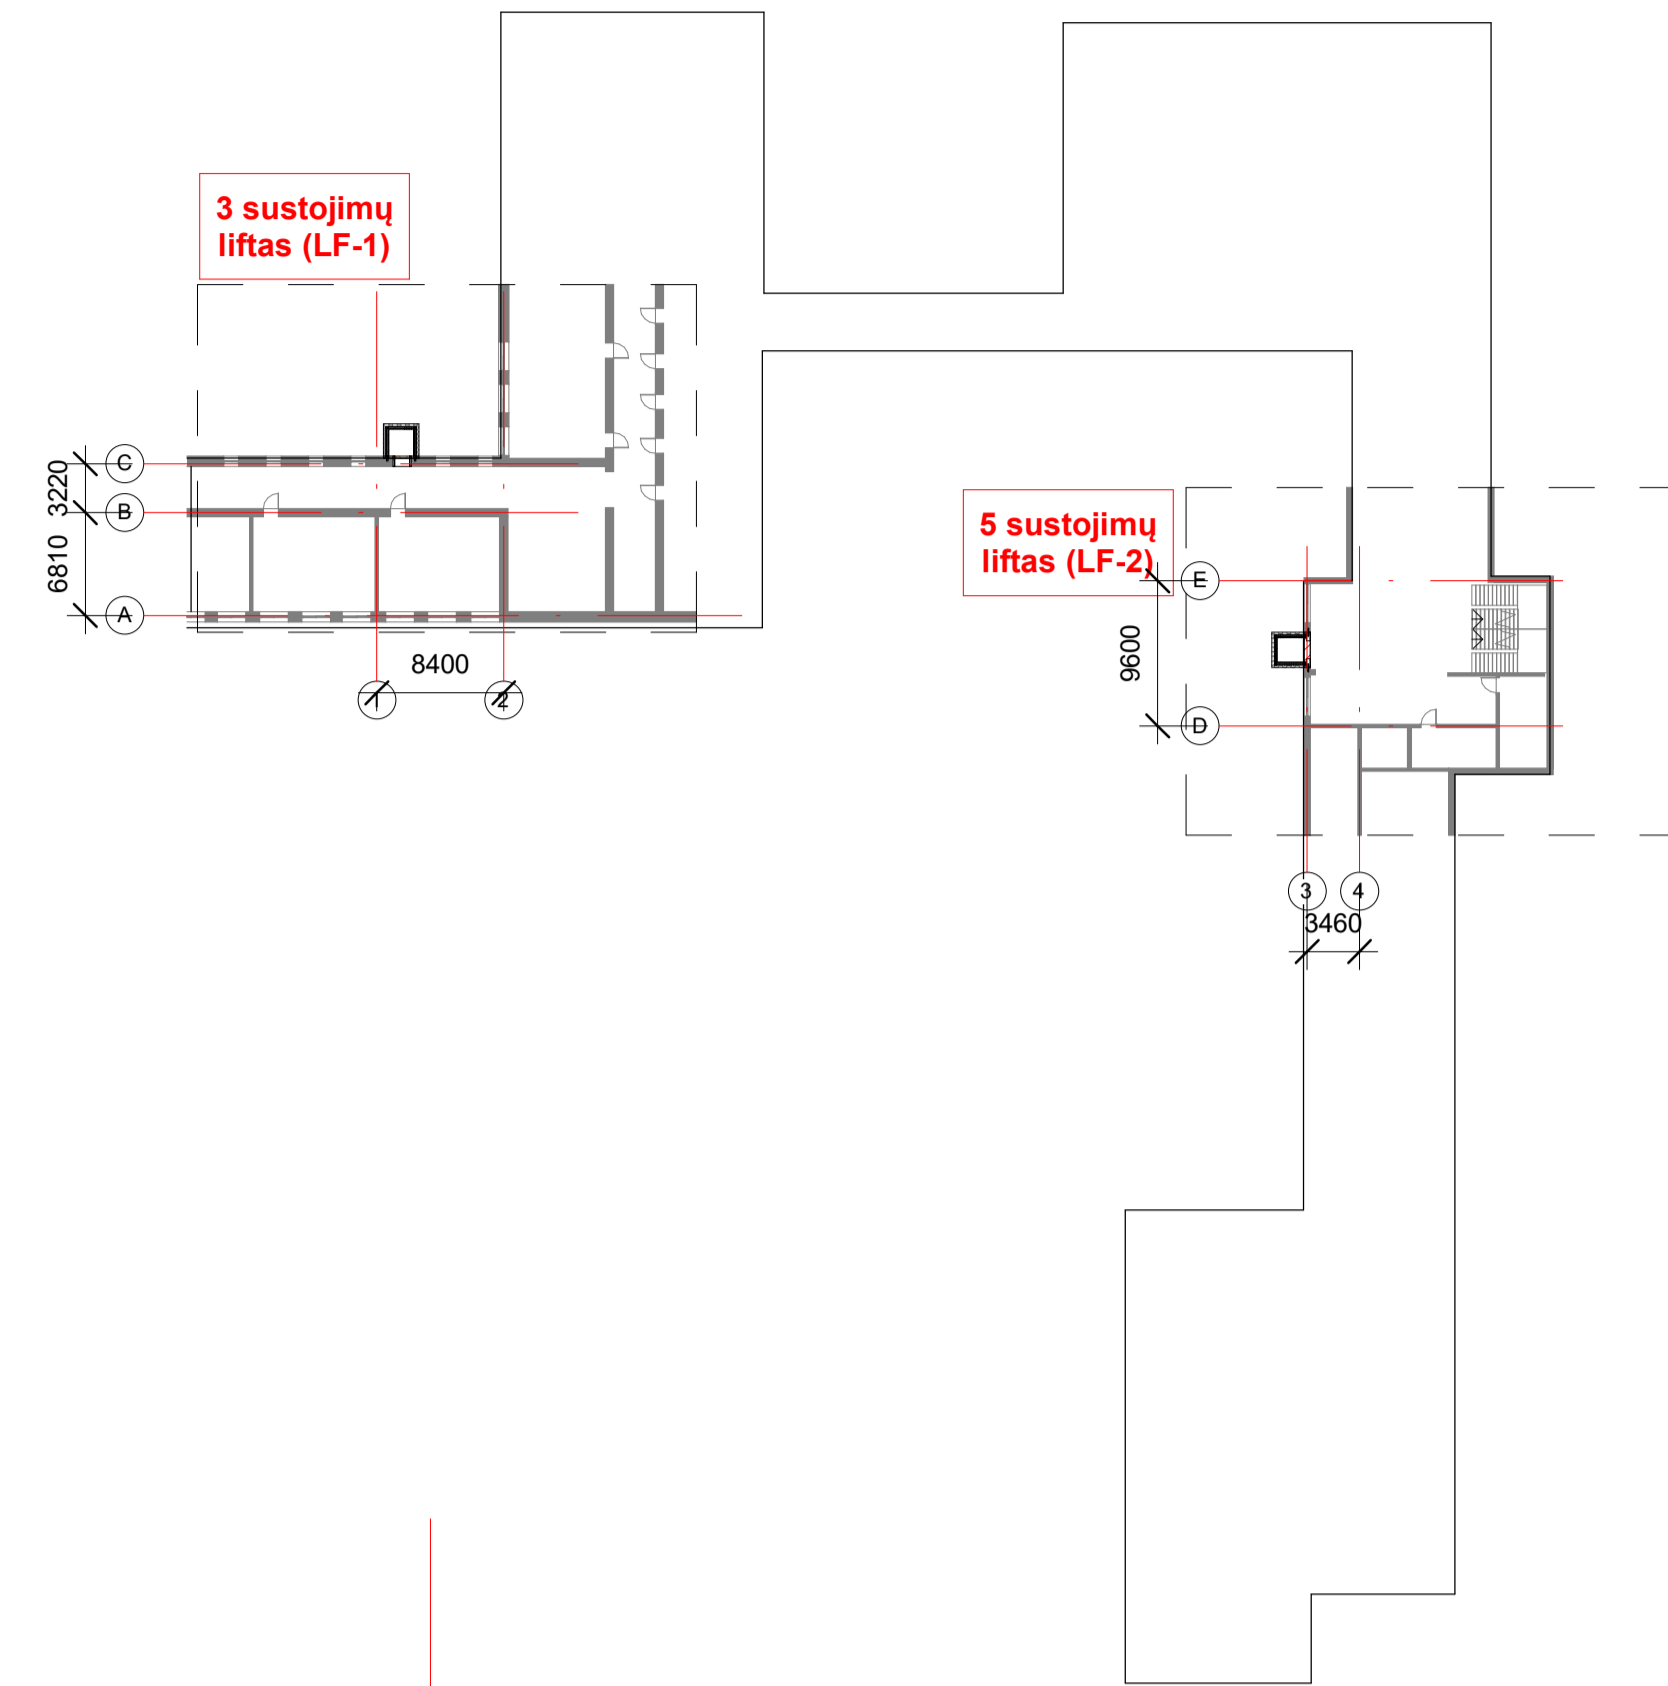 3 sustojimų
liftas (LF-1)
C
3220
B
6810
A
8400
1
2
5 sustojimų
liftas (LF-2)
E
9600
D
3
4
3460